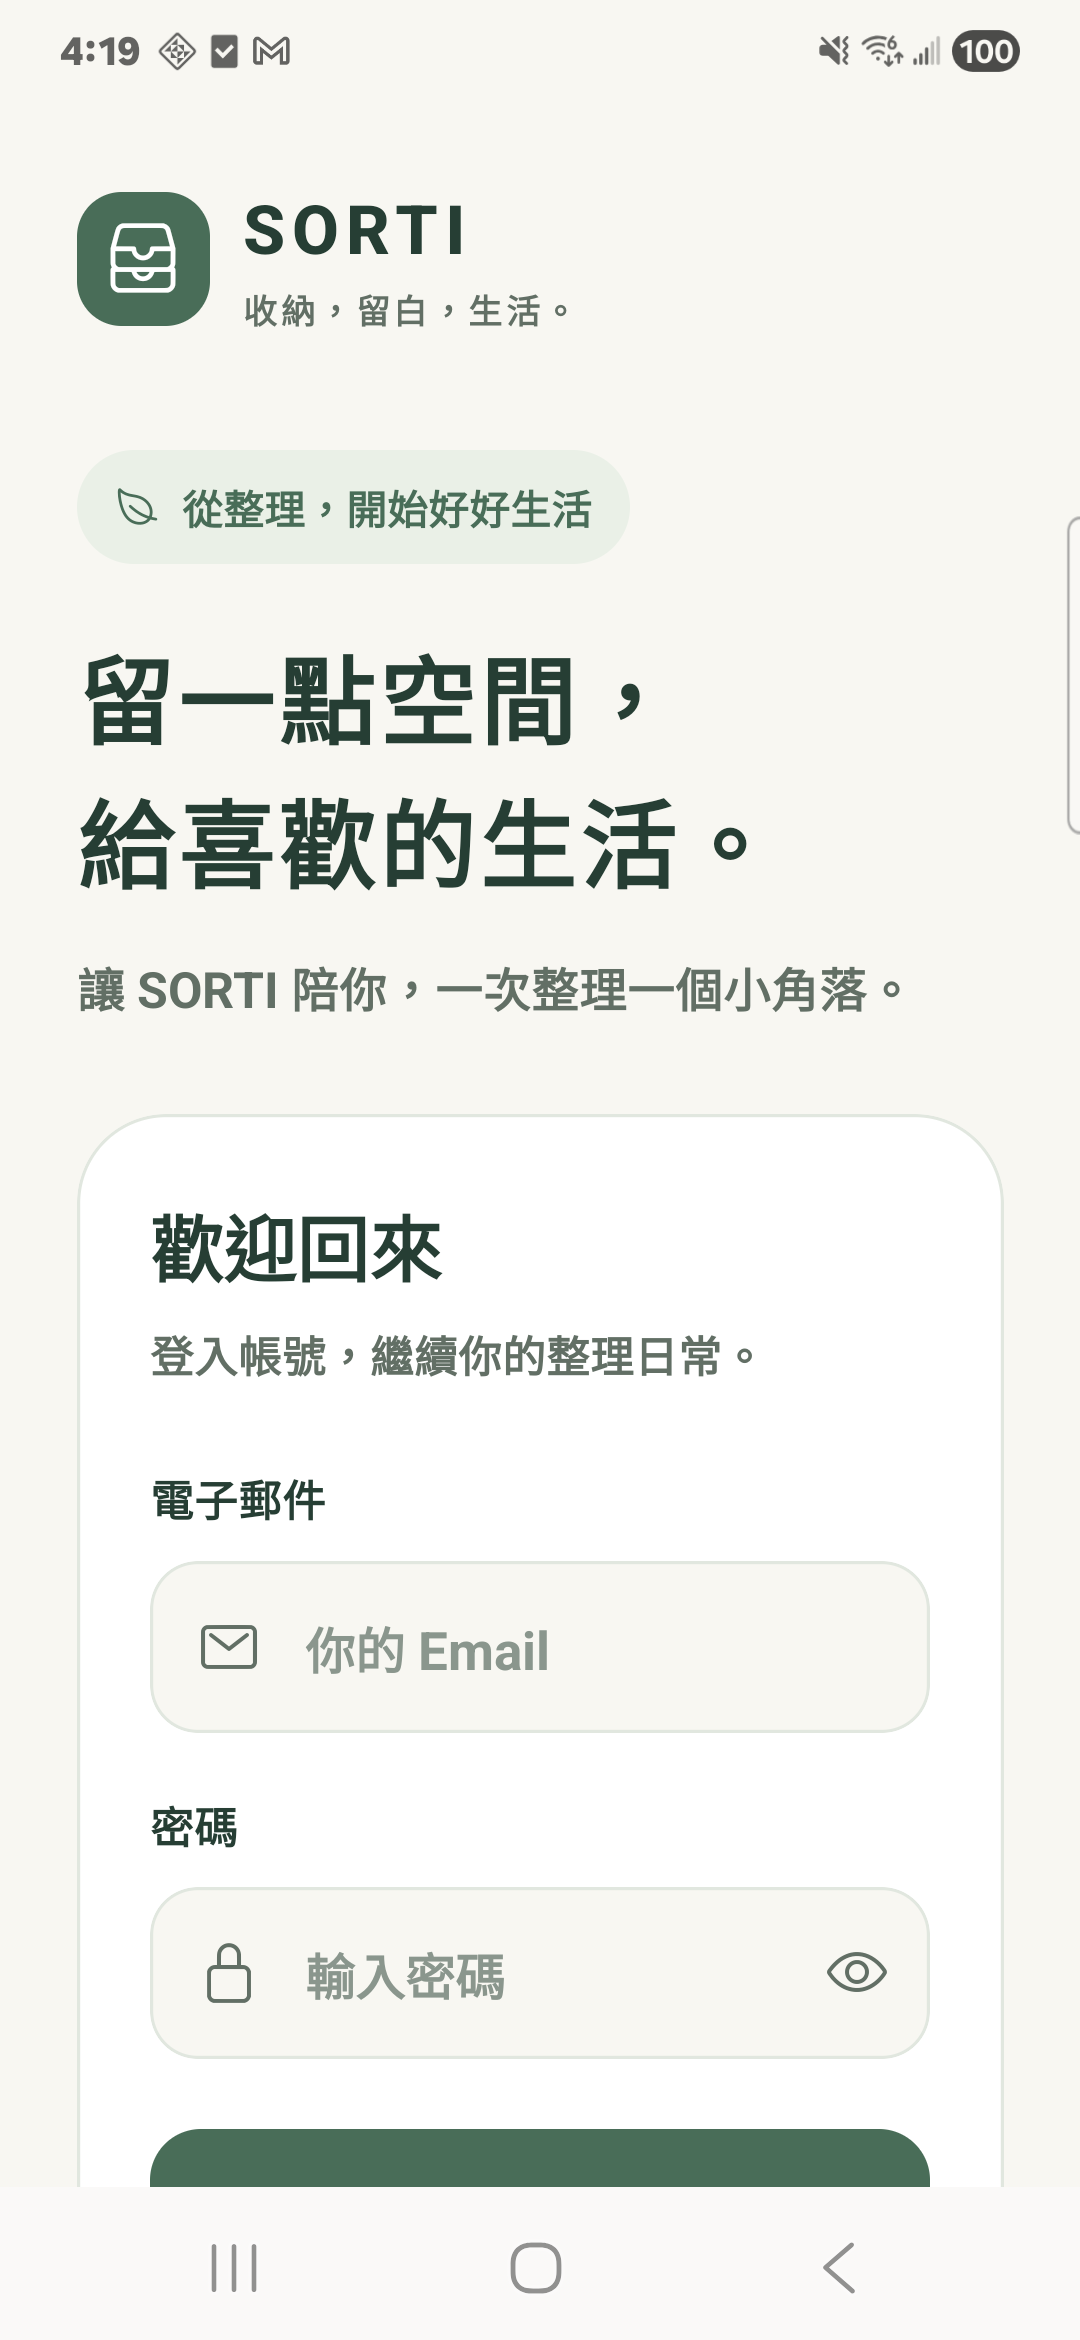 4:19
6
100
SORTI
收納，留白，生活。
從整理，開始好好生活
留一點空間，
給喜歡的生活。
讓 SORTI 陪你，一次整理一個小角落。
歡迎回來
登入帳號，繼續你的整理日常。
電子郵件
你的 Email
密碼
輸入密碼